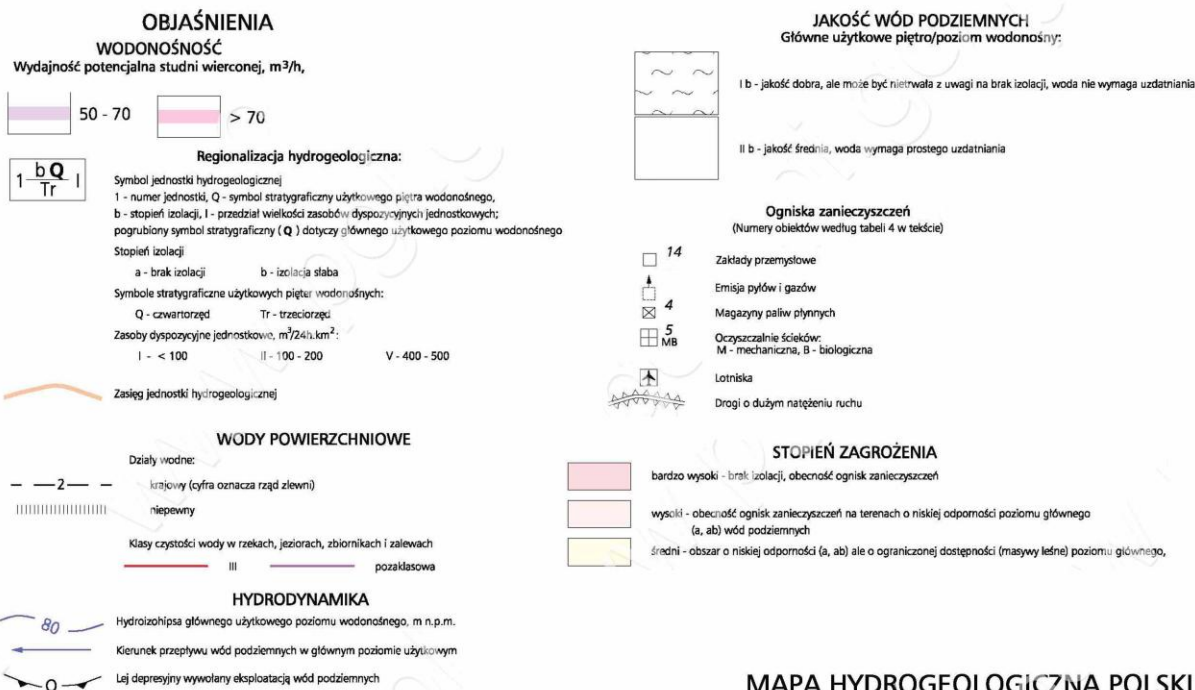 OBJAŚNIENIA
WODONOŚNOŚĆ
Wydajność potencjalna studni wierconej, m³/h,
50 - 70
> 70
Regionalizacja hydrogeologiczna:
1 bQ/Tr I
Symbol jednostki hydrogeologicznej
1 - numer jednostki, Q - symbol stratygraficzny użytkowego piętra wodonośnego,
b - stopień izolacji, I - przedział wielkości zasobów dyspozycyjnych jednostkowych;
pogrubiony symbol stratygraficzny ( Q ) dotyczy głównego użytkowego poziomu wodonośnego
Stopień izolacji
a - brak izolacji b - izolacja słaba
Symbole stratygraficzne użytkowych pięter wodonośnych:
Q - czwartorzęd Tr - trzeciorzęd
Zasoby dyspozycyjne jednostkowe, m³/24h.km²:
I - < 100 II - 100 - 200 V - 400 - 500
Zasięg jednostki hydrogeologicznej
WODY POWIERZCHNIOWE
Działy wodne:
2 krajowy (cyfra oznacza rząd zlewni)
niepewny
Klasy czystości wody w rzekach, jeziorach, zbiornikach i zalewach
III pozaklasowa
HYDRODYNAMIKA
80 Hydroizohipsa głównego użytkowego poziomu wodonośnego, m n.p.m.
Kierunek przepływu wód podziemnych w głównym poziomie użytkowym
Lej depresyjny wywołany eksploatacją wód podziemnych
JAKOŚĆ WÓD PODZIEMNYCH
Główne użytkowe piętro/poziom wodonośny:
I b - jakość dobra, ale może być nietrwała z uwagi na brak izolacji, woda nie wymaga uzdatniania
II b - jakość średnia, woda wymaga prostego uzdatniania
Ogniska zanieczyszczeń
(Numery obiektów według tabeli 4 w tekście)
14 Zakłady przemysłowe
Emisja pyłów i gazów
4 Magazyny paliw płynnych
5 MB Oczyszczalnie ścieków:
M - mechaniczna, B - biologiczna
Lotniska
Drogi o dużym natężeniu ruchu
STOPIEŃ ZAGROŻENIA
bardzo wysoki - brak izolacji, obecność ognisk zanieczyszczeń
wysoki - obecność ognisk zanieczyszczeń na terenach o niskiej odporności poziomu głównego
(a, ab) wód podziemnych
średni - obszar o niskiej odporności (a, ab) ale o ograniczonej dostępności (masywy leśne) poziomu głównego,
MAPA HYDROGEOLOGICZNA POLSKI